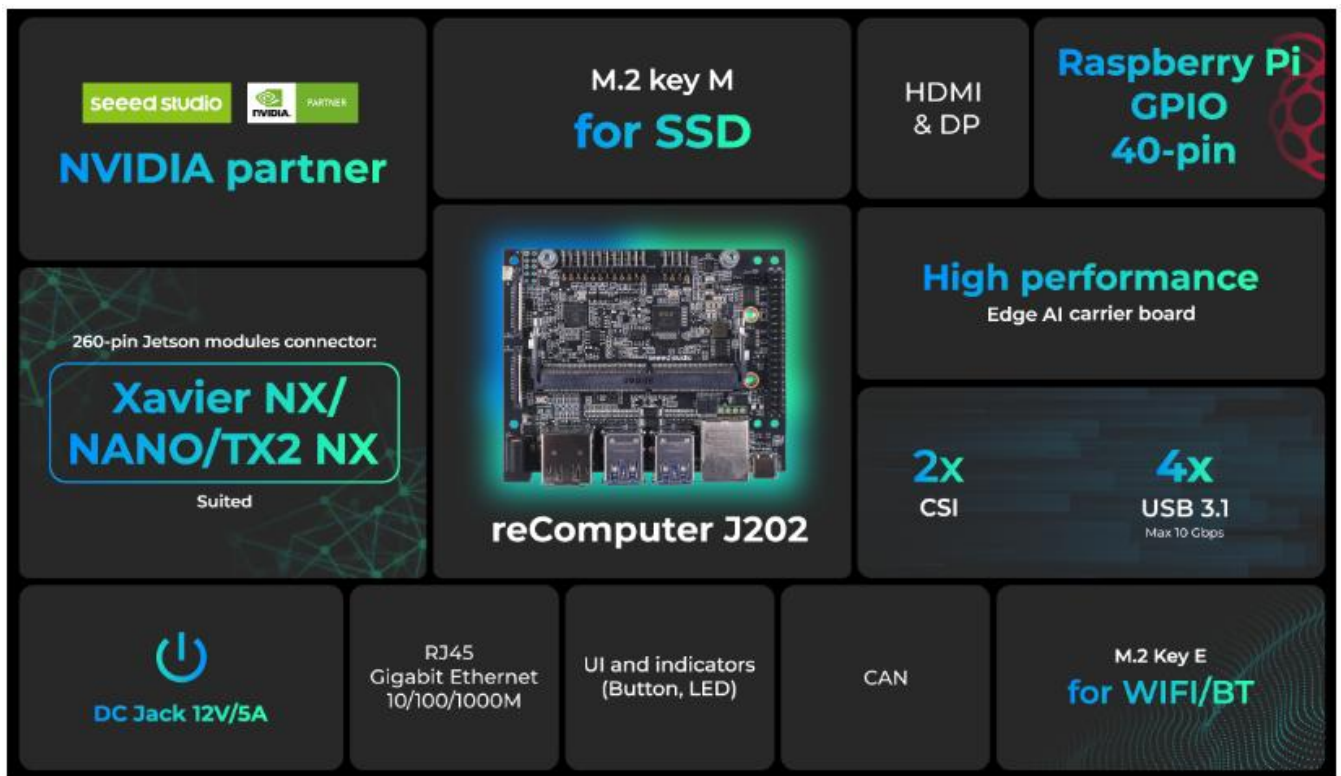 seeed studio
NVIDIA.
PARTNER
NVIDIA partner
M.2 key M
for SSD
HDMI
& DP
Raspberry Pi
GPIO
40-pin
260-pin Jetson modules connector:
Xavier NX/
NANO/TX2 NX
Suited
seeed studio
reComputer J202
High performance
Edge AI carrier board
2x
CSI
4x
USB 3.1
Max 10 Gbps
DC Jack 12V/5A
RJ45
Gigabit Ethernet
10/100/1000M
UI and indicators
(Button, LED)
CAN
M.2 Key E
for WIFI/BT